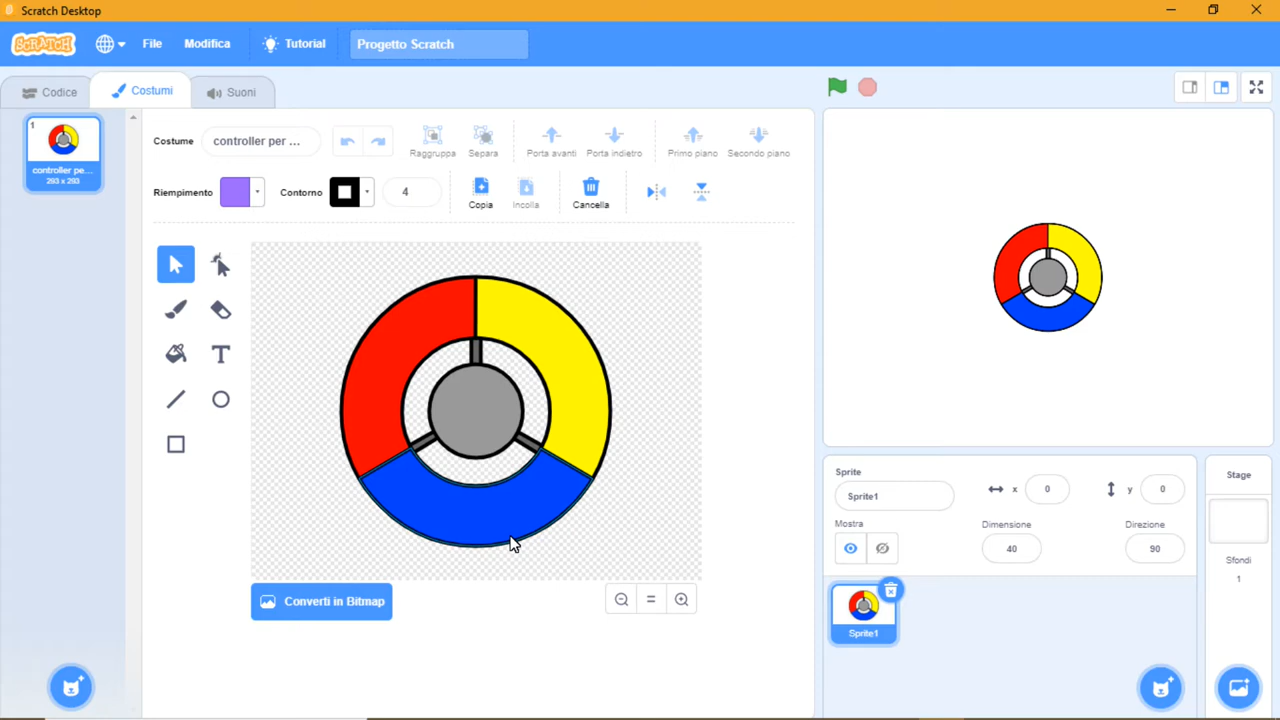 Scratch Desktop
SCRATCH
File
Modifica
Tutorial
Progetto Scratch
Codice
Costumi
Suoni
1
controller pe...
293 x 293
Costume
controller per ...
Raggruppa
Separa
Porta avanti
Porta indietro
Primo piano
Secondo piano
Riempimento
Contorno
4
Copia
Incolla
Cancella
Converti in Bitmap
Sprite
Sprite1
x
0
y
0
Mostra
Dimensione
40
Direzione
90
Sprite1
Stage
Sfondi
1